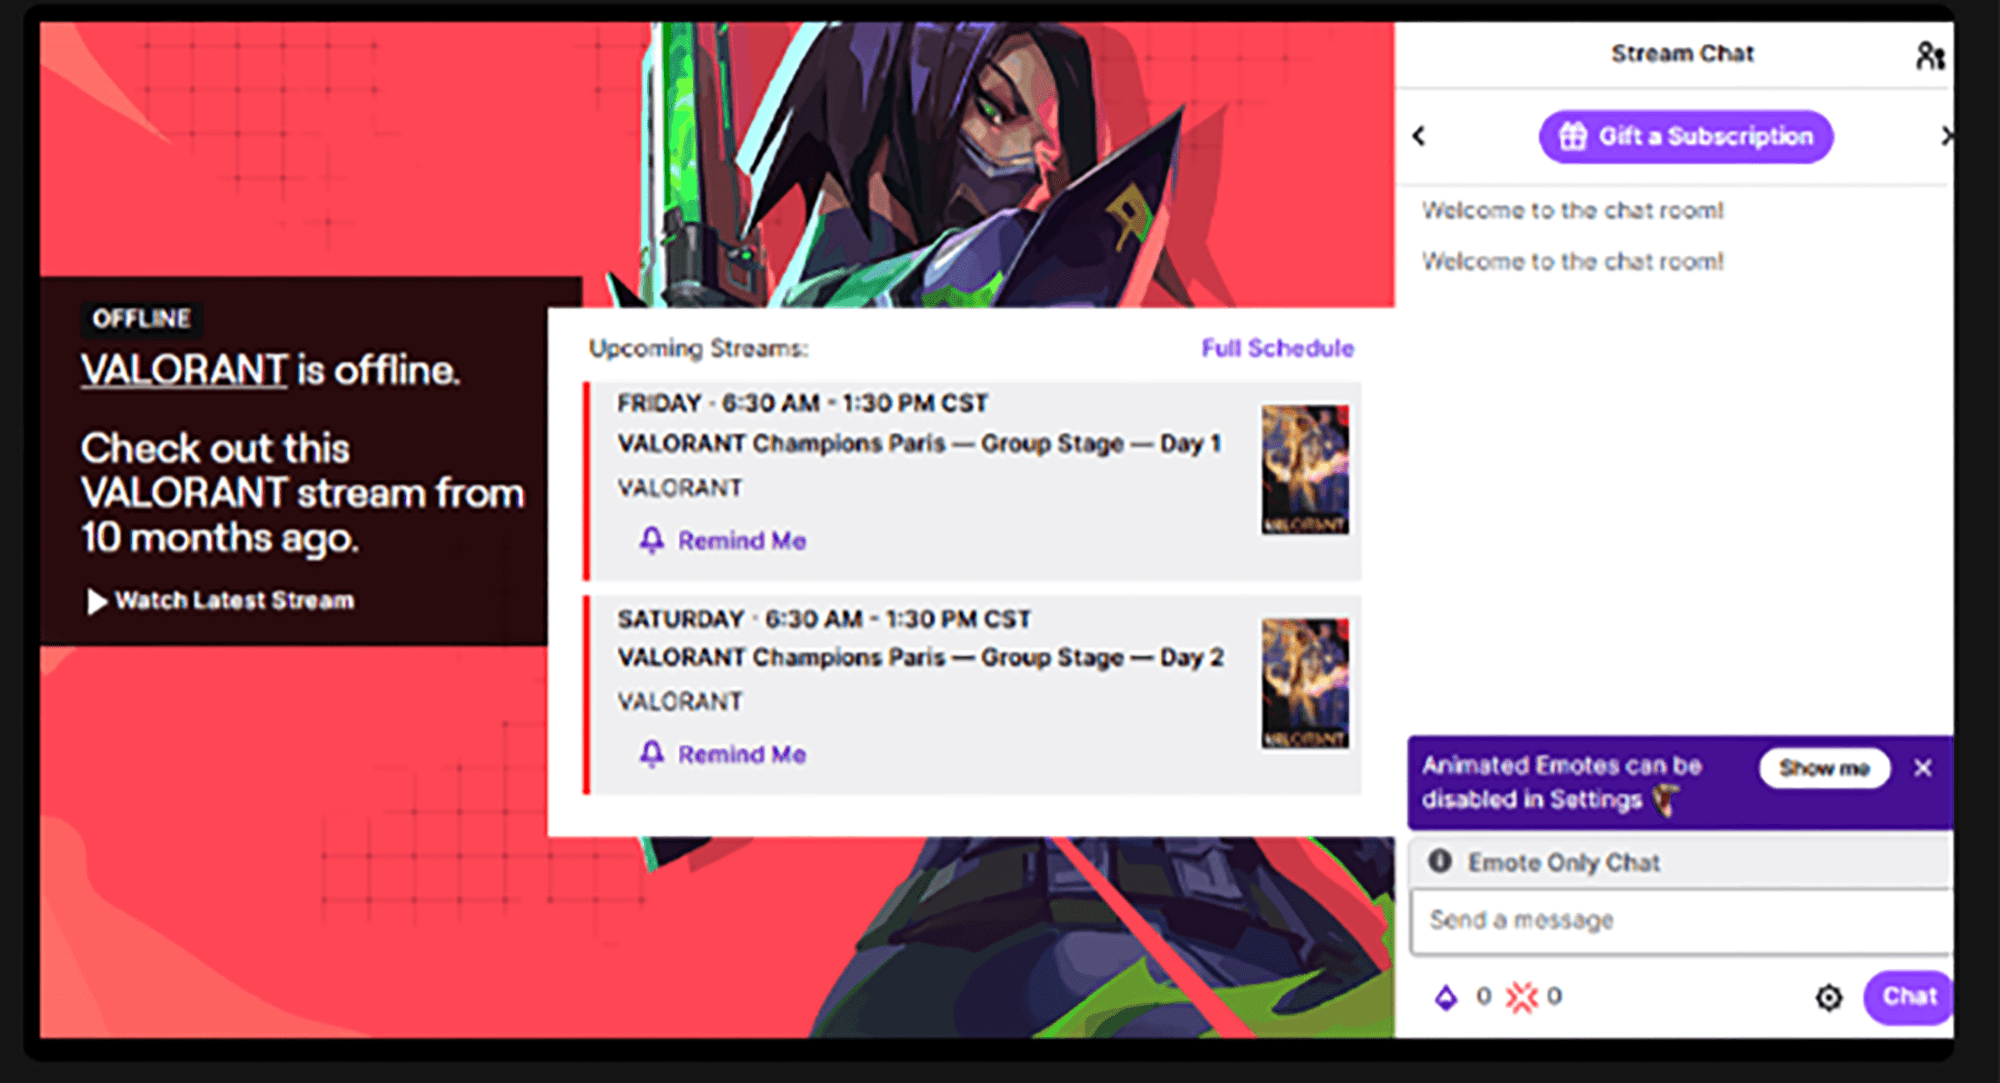 OFFLINE
VALORANT is offline.
Check out this
VALORANT stream from
10 months ago.
Watch Latest Stream
Upcoming Streams:
Full Schedule
FRIDAY · 6:30 AM - 1:30 PM CST
VALORANT Champions Paris — Group Stage — Day 1
VALORANT
Remind Me
VALORANT
SATURDAY · 6:30 AM - 1:30 PM CST
VALORANT Champions Paris — Group Stage — Day 2
VALORANT
Remind Me
VALORANT
Stream Chat
Gift a Subscription
Welcome to the chat room!
Welcome to the chat room!
Animated Emotes can be
disabled in Settings
Show me
Emote Only Chat
Send a message
0
0
Chat